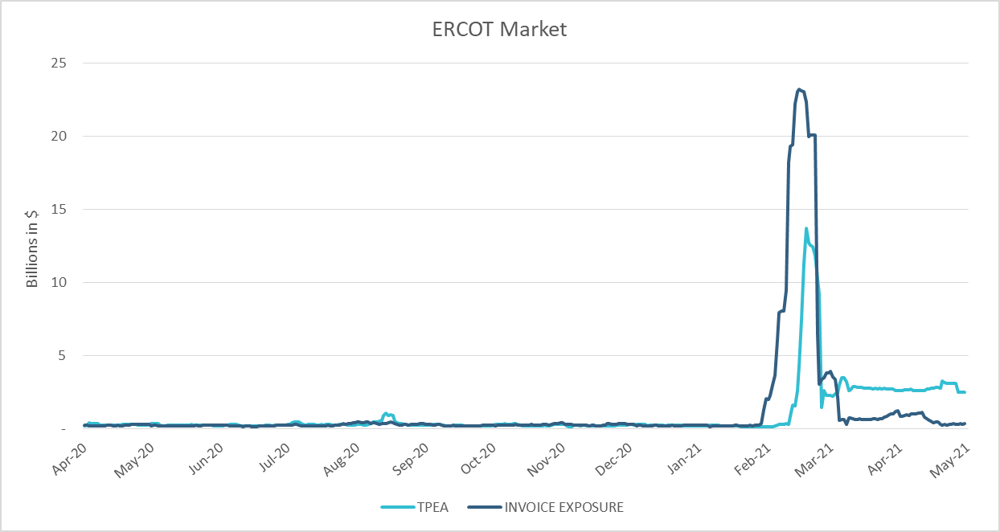 ERCOT Market
25
20
15
10
5
-
Billions in $
Apr-20 May-20 Jun-20 Jul-20 Aug-20 Sep-20 Oct-20 Nov-20 Dec-20 Jan-21 Feb-21 Mar-21 Apr-21 May-21
TPEA INVOICE EXPOSURE